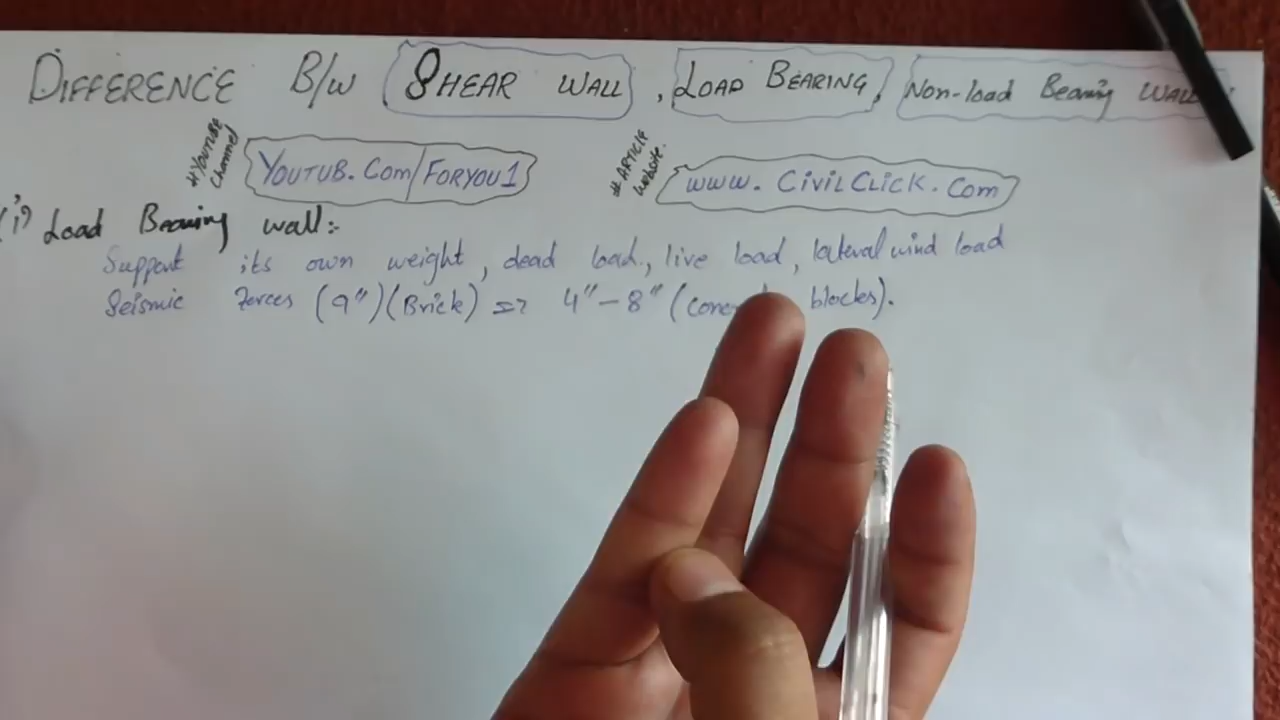 DIFFERENCE B/W SHEAR WALL, LOAD BEARING, Non-load Bearing WALL
#YOUTUBE Channel
YOUTUB.Com/FORYOU1
#ARTICLE Website.
www.CivilClick.Com
(i) Load Bearing wall:-
Support its own weight, dead load, live load, lateral wind load
Seismic Forces (9")(Brick) => 4"-8" ( blocks).